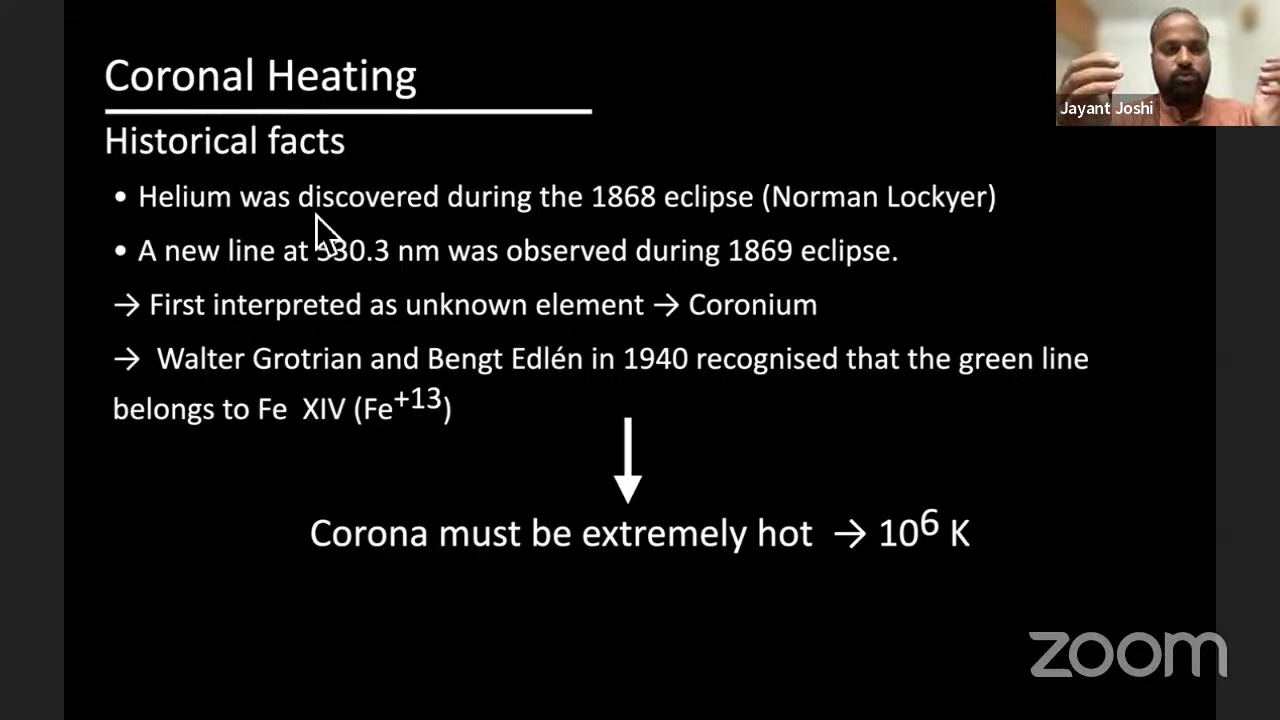 Coronal Heating
Historical facts
• Helium was discovered during the 1868 eclipse (Norman Lockyer)
• A new line at 530.3 nm was observed during 1869 eclipse.
→ First interpreted as unknown element → Coronium
→ Walter Grotrian and Bengt Edlén in 1940 recognised that the green line
belongs to Fe XIV (Fe+13)
Corona must be extremely hot → 10⁶ K
Jayant Joshi
zoom